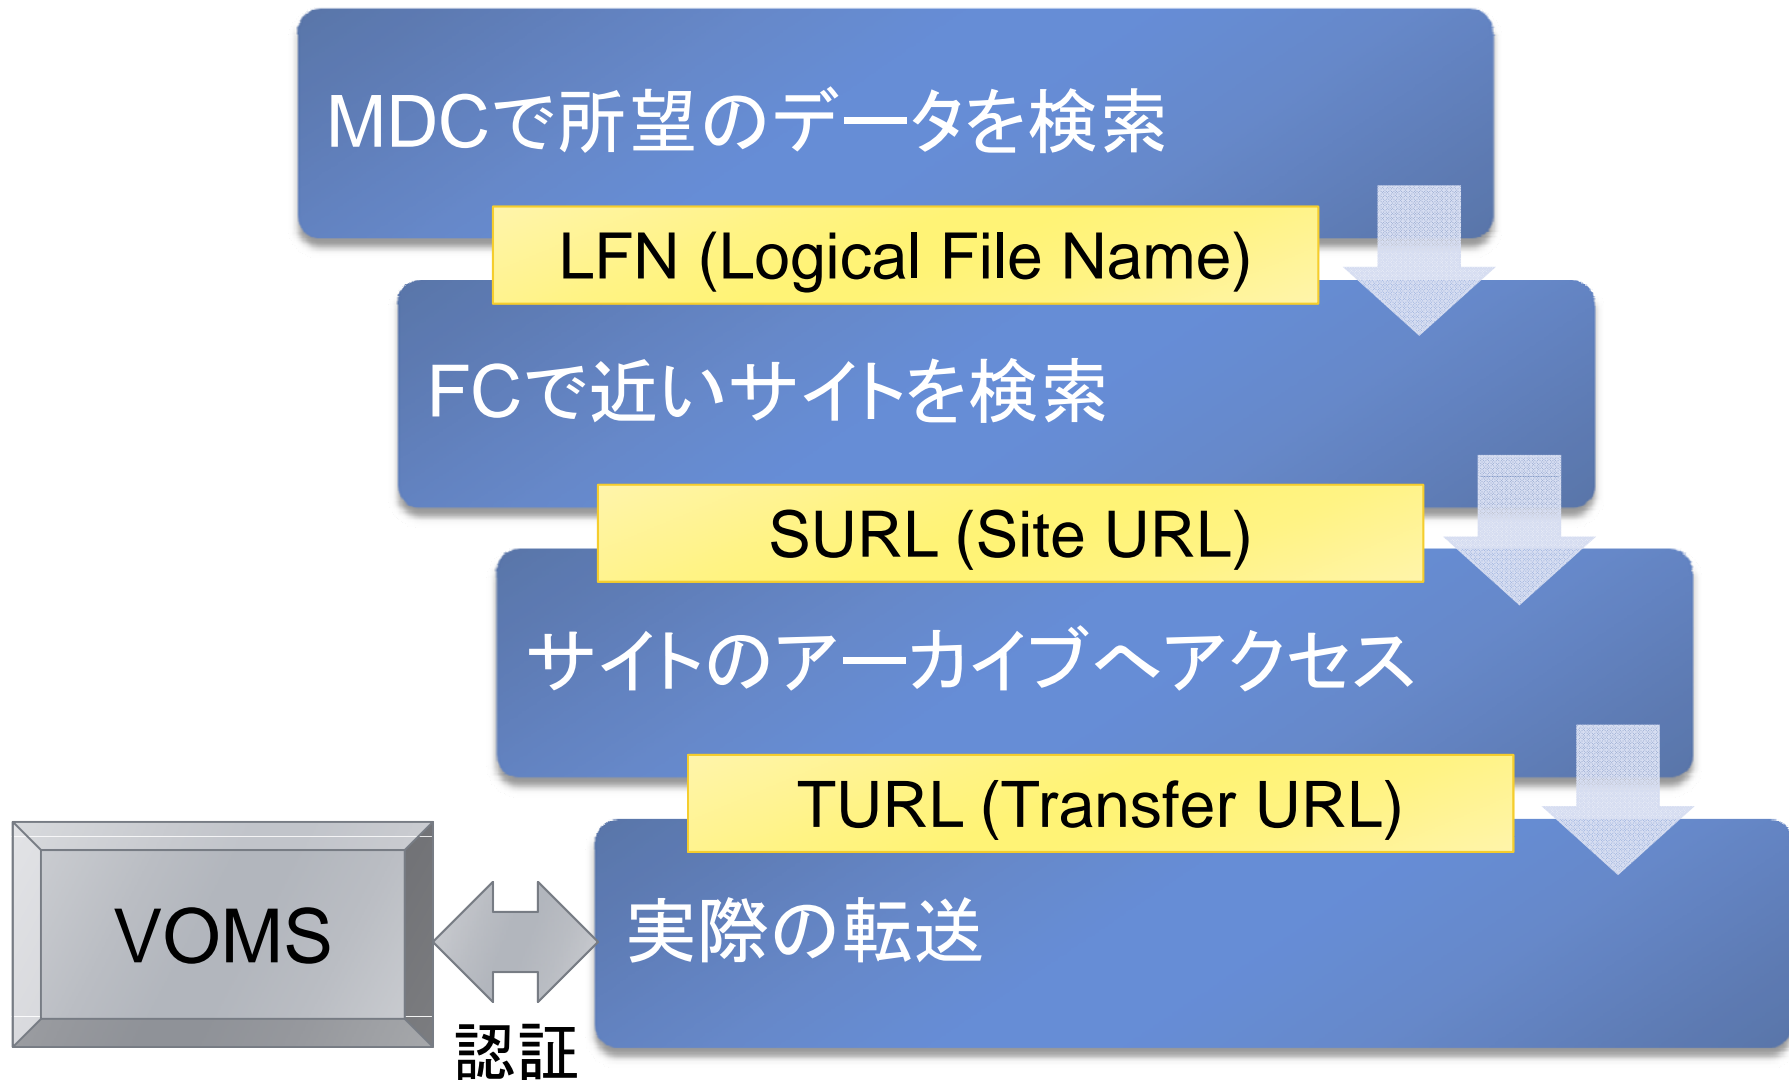 MDCで所望のデータを検索
LFN (Logical File Name)
FCで近いサイトを検索
SURL (Site URL)
サイトのアーカイブへアクセス
TURL (Transfer URL)
VOMS
実際の転送
認証